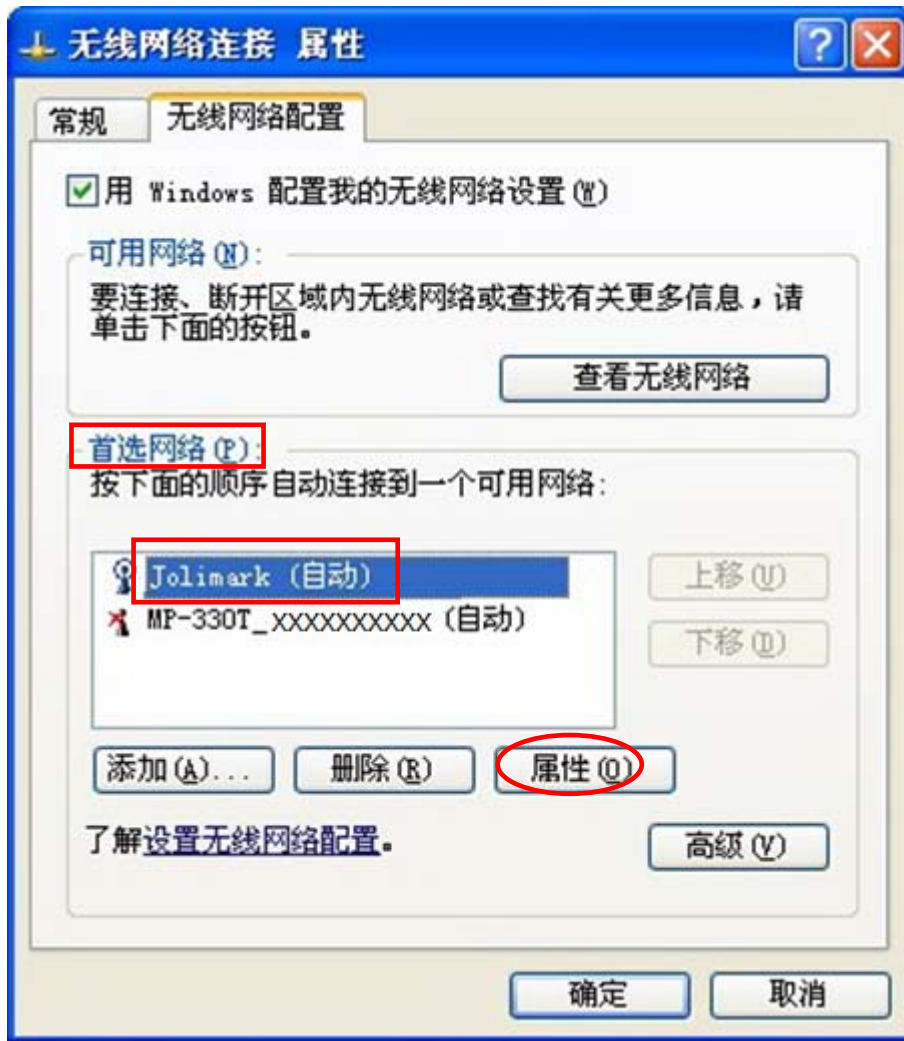 无线网络连接 属性
常规
无线网络配置
用 Windows 配置我的无线网络设置(W)
可用网络(N):
要连接、断开区域内无线网络或查找有关更多信息，请
单击下面的按钮。
查看无线网络
首选网络(P):
按下面的顺序自动连接到一个可用网络:
Jolimark (自动)
上移(U)
MP-330T_XXXXXXXXXX (自动)
下移(D)
添加(A)...
删除(R)
属性(O)
了解设置无线网络配置。
高级(V)
确定
取消